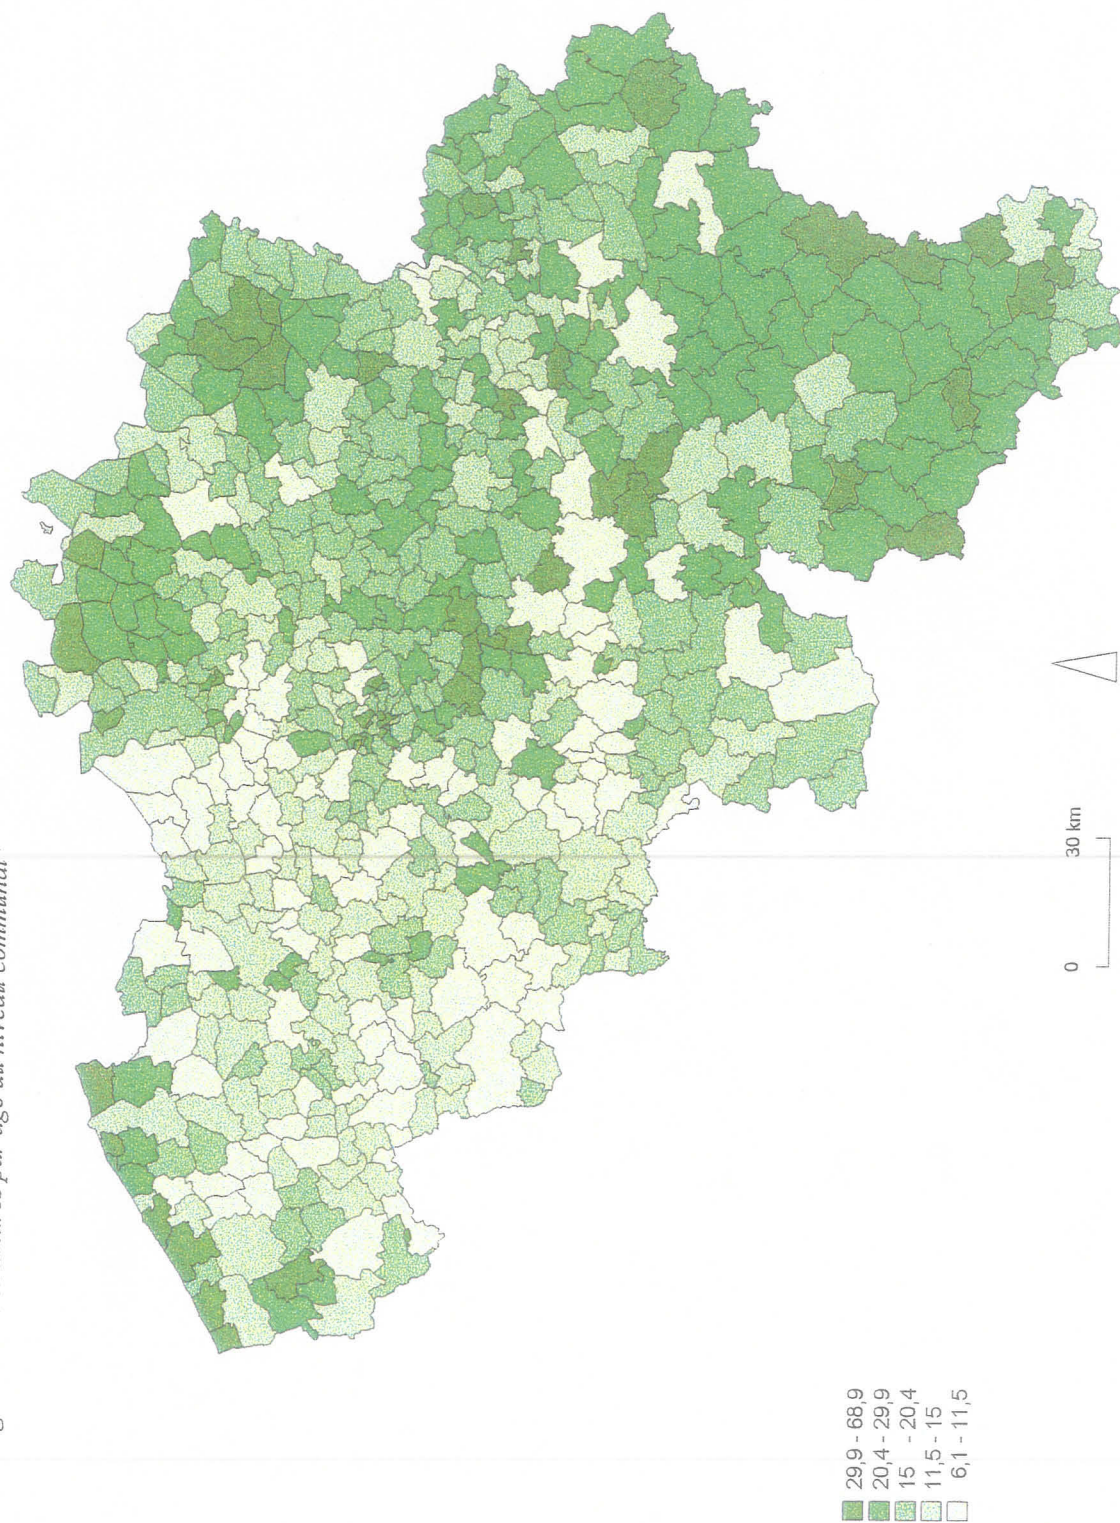 par âge au niveau communal
29,9 - 68,9
20,4 - 29,9
15 - 20,4
11,5 - 15
6,1 - 11,5
0 30 km